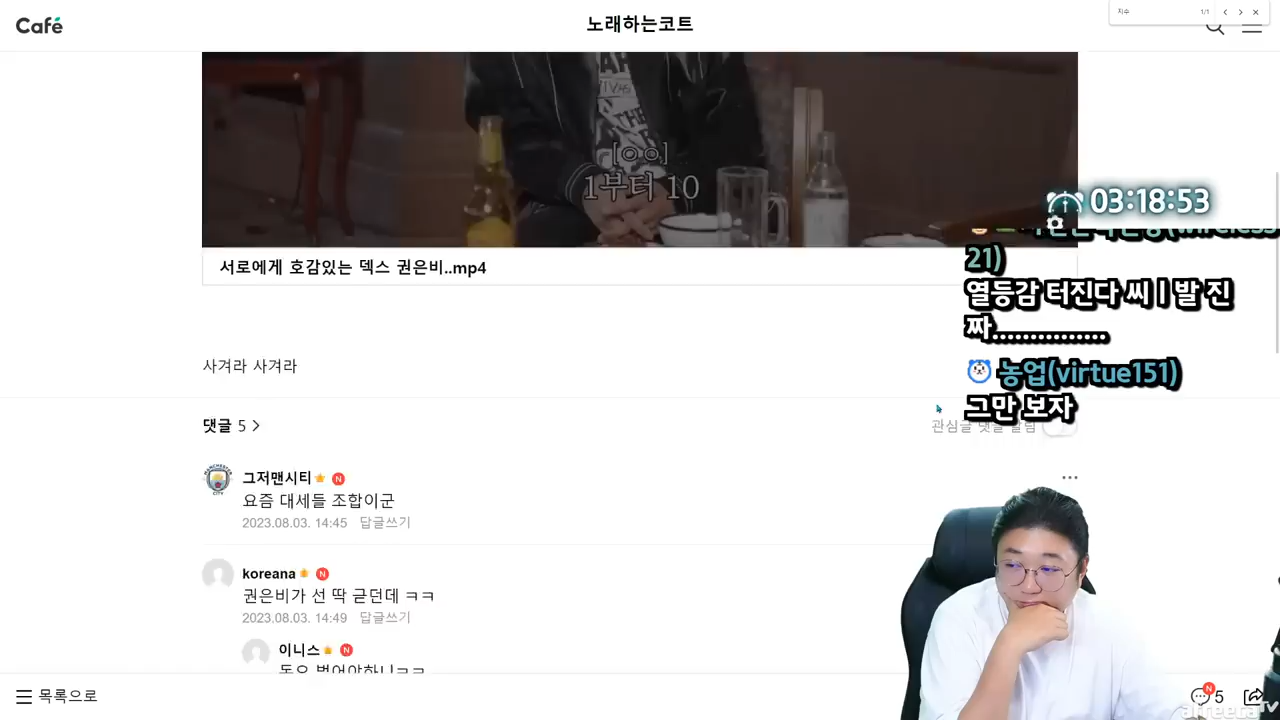 Café
노래하는코트
지수
1/1
[ㅇㅇ]
1부터 10
03:18:53
21)
열등감 터진다 씨ㅣ발 진
짜...............
농업(virtue151)
그만 보자
서로에게 호감있는 덱스 권은비..mp4
사겨라 사겨라
댓글 5
관심글 댓글 알림
그저맨시티 N
요즘 대세들 조합이군
2023.08.03. 14:45 답글쓰기
koreana N
권은비가 선 딱 귿던데 ㅋㅋ
2023.08.03. 14:49 답글쓰기
이니스 N
목록으로
N 5
afreecaTV